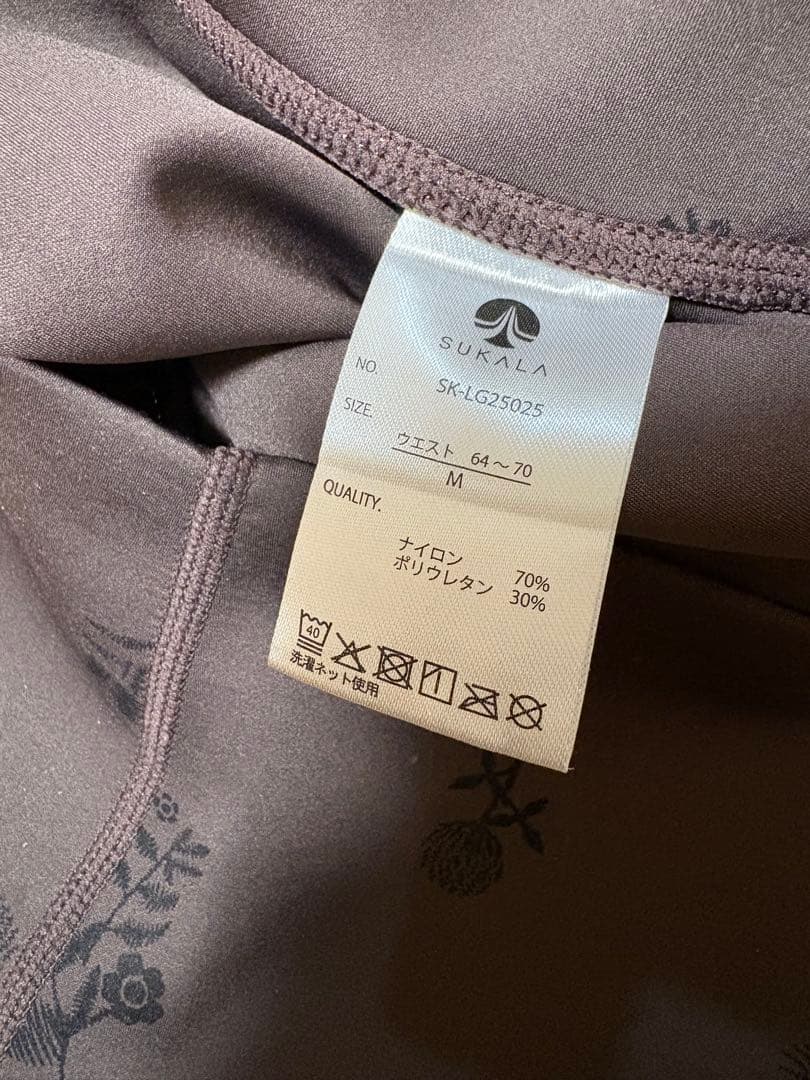 SUKALA
NO. SK-LG25025
SIZE. ウエスト 64～70
M
QUALITY.
ナイロン 70%
ポリウレタン 30%
40
洗濯ネット使用